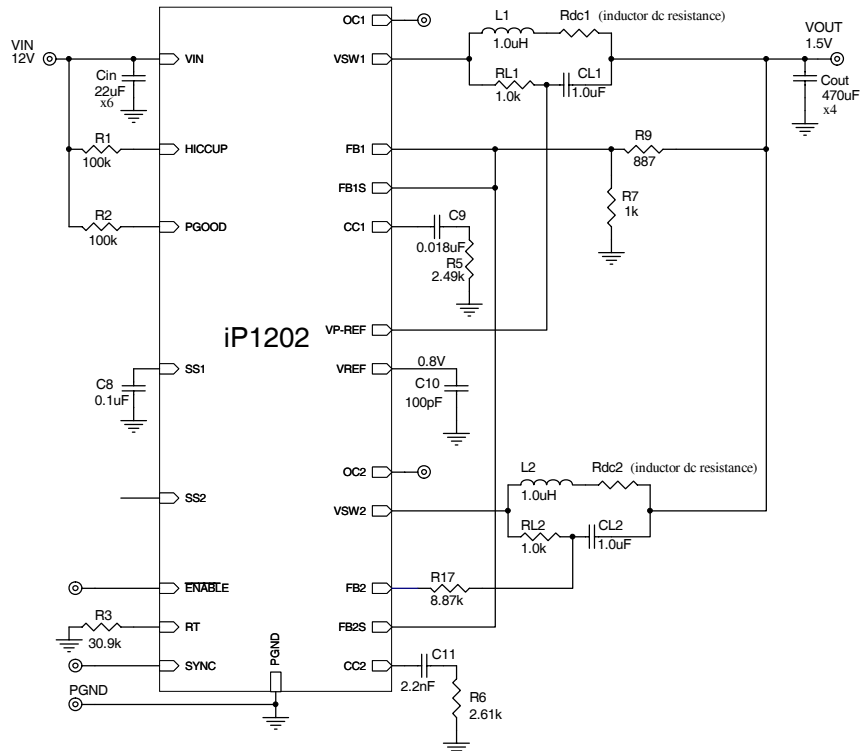 OC1
L1
Rdc1 (inductor dc resistance)
1.0uH
VIN
12V
VIN
VSW1
VOUT
1.5V
Cin
22uF
x6
RL1
1.0k
CL1
1.0uF
Cout
470uF
x4
R1
100k
HICCUP
FB1
R9
887
FB1S
R7
1k
R2
100k
PGOOD
CC1
C9
0.018uF
R5
2.49k
iP1202
VP-REF
SS1
VREF
0.8V
C8
0.1uF
C10
100pF
OC2
L2
Rdc2 (inductor dc resistance)
1.0uH
SS2
VSW2
RL2
1.0k
CL2
1.0uF
ENABLE
FB2
R17
8.87k
R3
30.9k
RT
FB2S
SYNC
PGND
CC2
C11
2.2nF
PGND
R6
2.61k